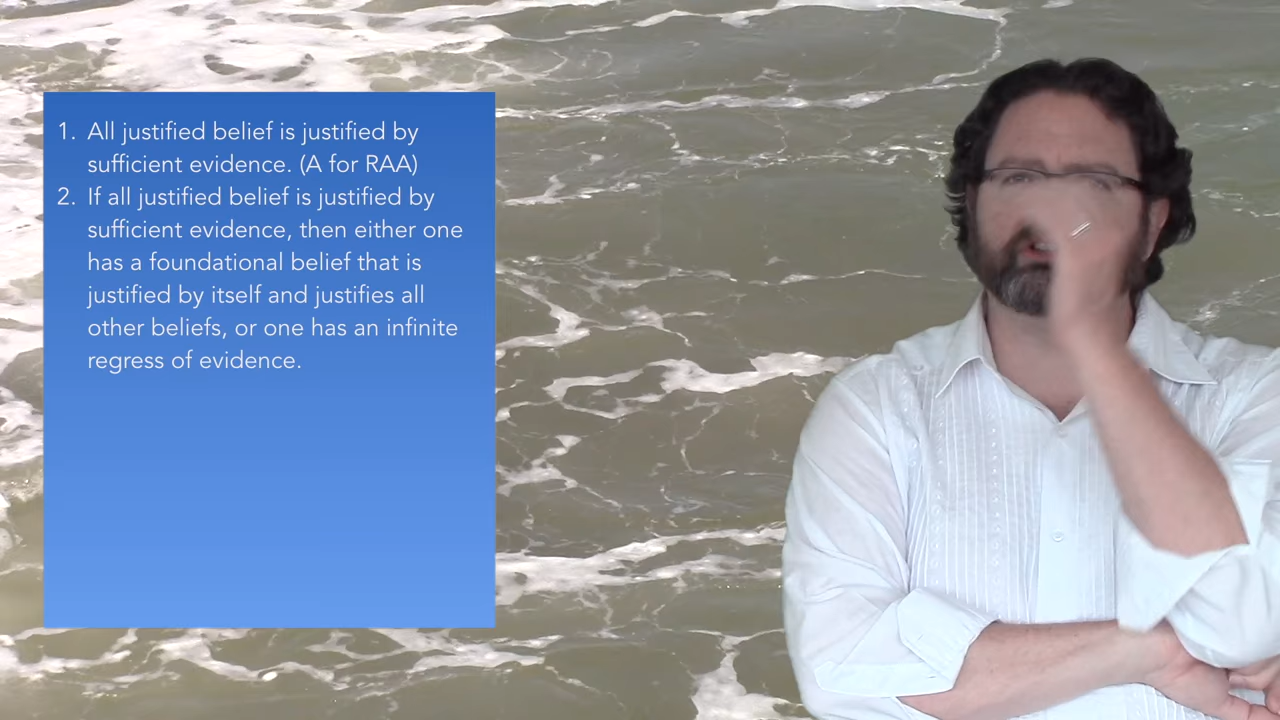 1. All justified belief is justified by
sufficient evidence. (A for RAA)
2. If all justified belief is justified by
sufficient evidence, then either one
has a foundational belief that is
justified by itself and justifies all
other beliefs, or one has an infinite
regress of evidence.